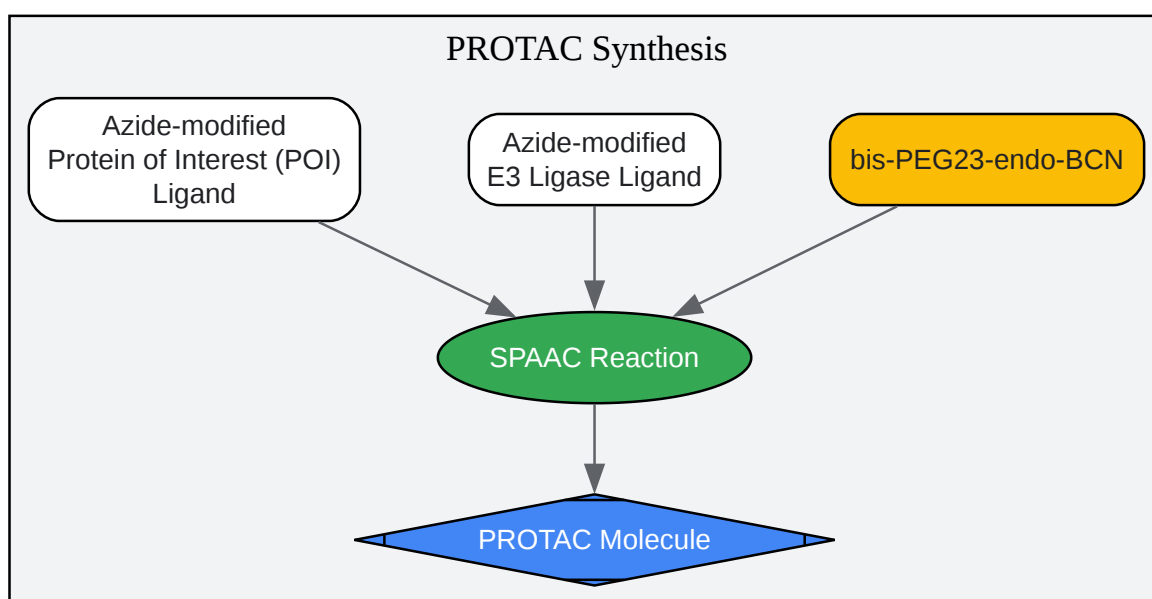 PROTAC Synthesis
Azide-modified
Protein of Interest (POI)
Ligand
Azide-modified
E3 Ligase Ligand
bis-PEG23-endo-BCN
SPAAC Reaction
PROTAC Molecule